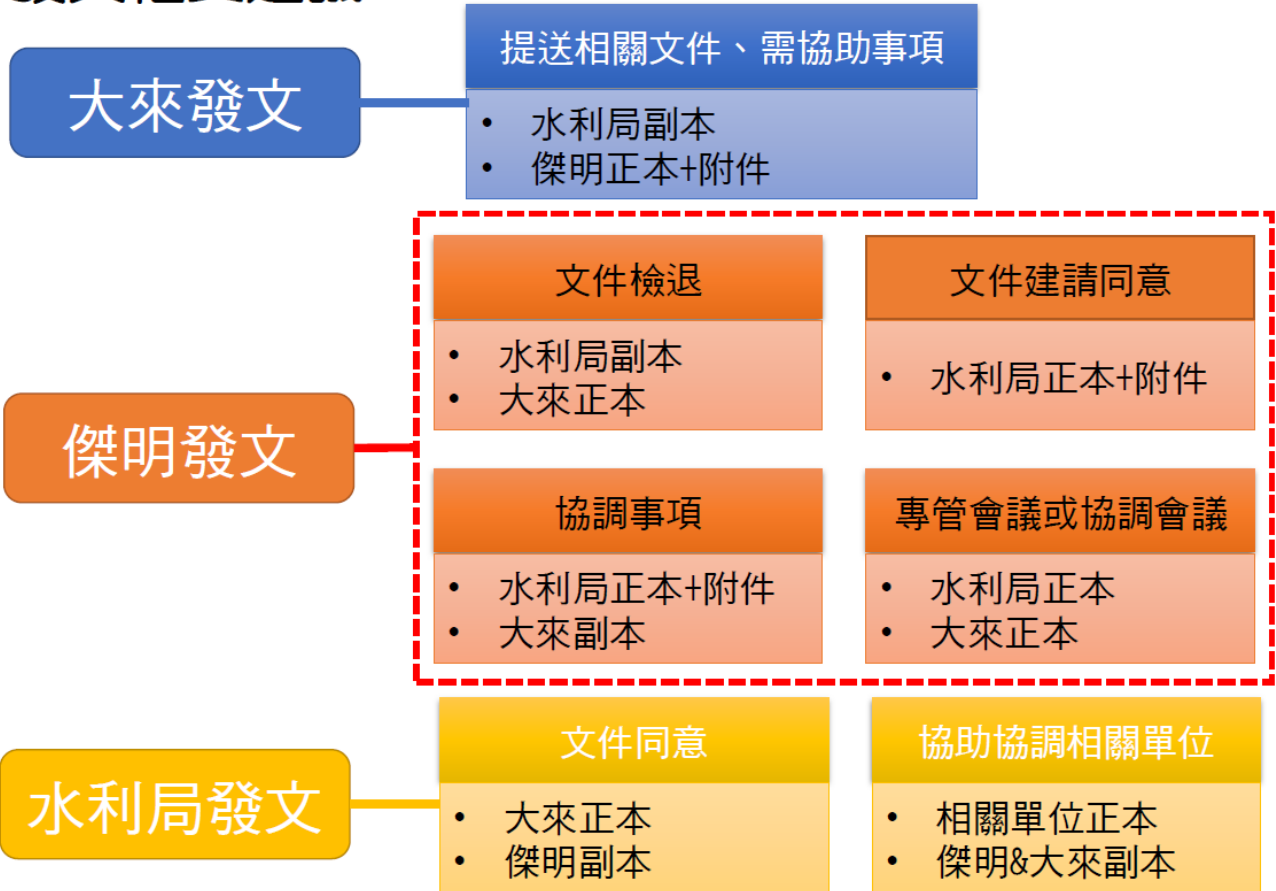 大來發文
提送相關文件、需協助事項
• 水利局副本
• 傑明正本+附件
傑明發文
文件檢退
• 水利局副本
• 大來正本
文件建請同意
• 水利局正本+附件
協調事項
• 水利局正本+附件
• 大來副本
專管會議或協調會議
• 水利局正本
• 大來正本
水利局發文
文件同意
• 大來正本
• 傑明副本
協助協調相關單位
• 相關單位正本
• 傑明&大來副本